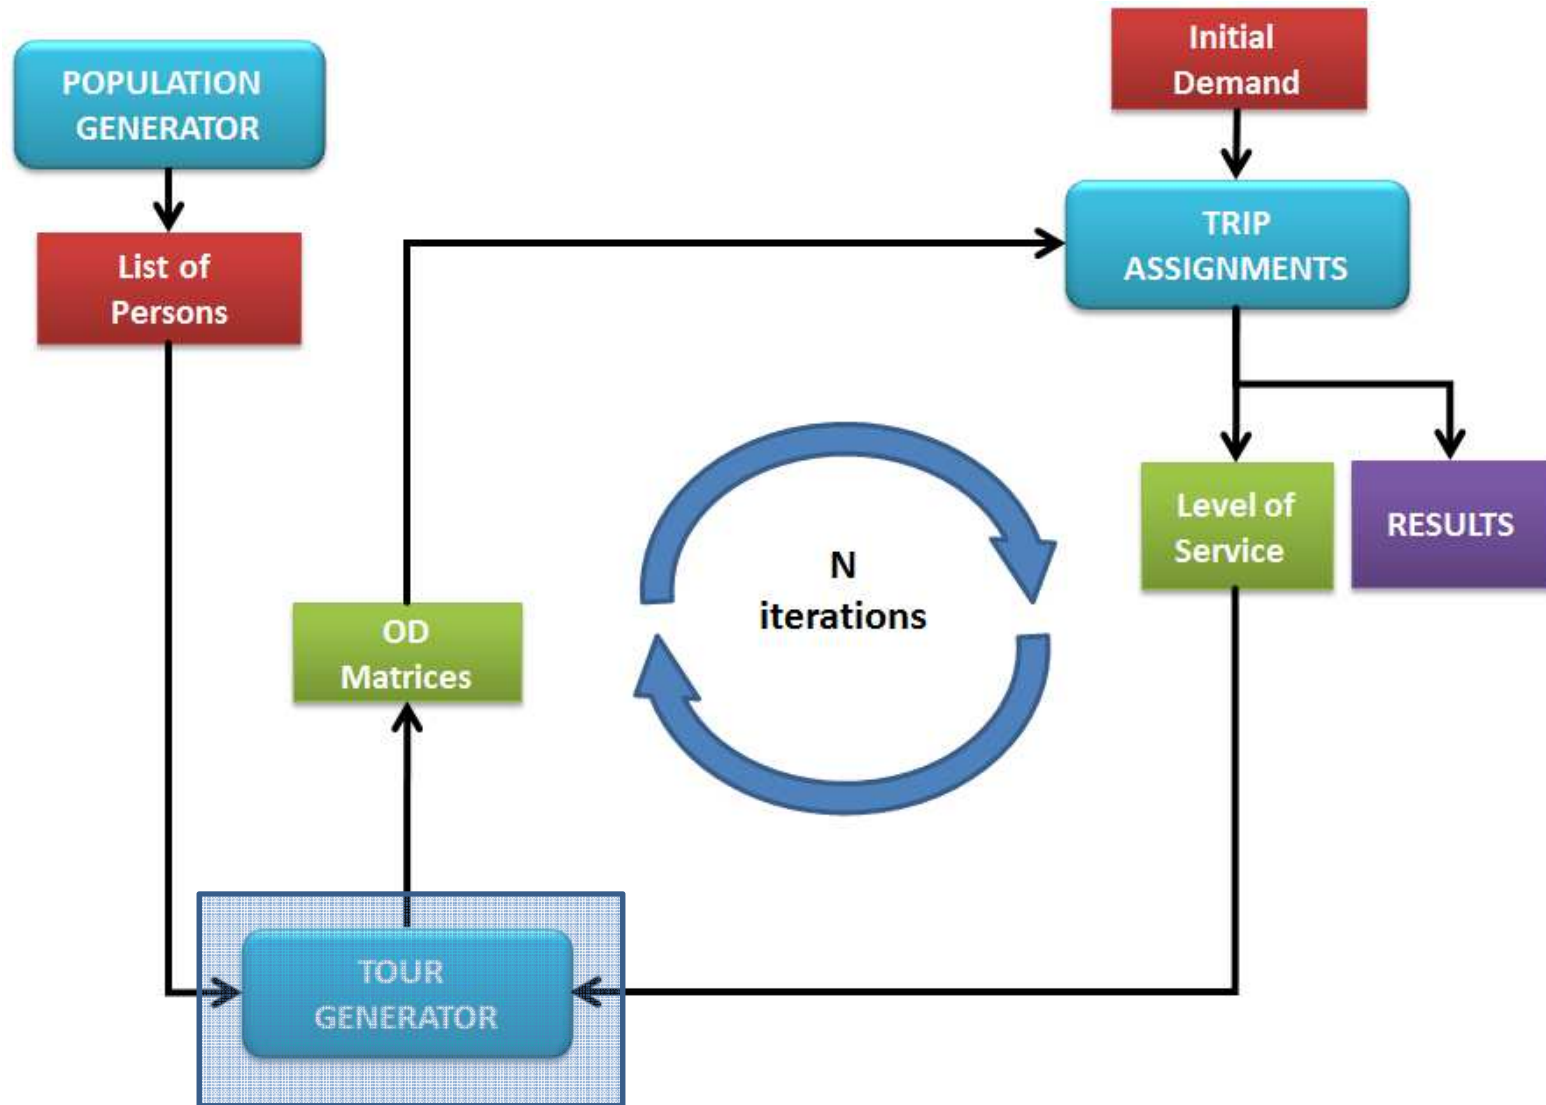 POPULATION
GENERATOR
List of
Persons
Initial
Demand
TRIP
ASSIGNMENTS
Level of
Service
RESULTS
N
iterations
OD
Matrices
TOUR
GENERATOR